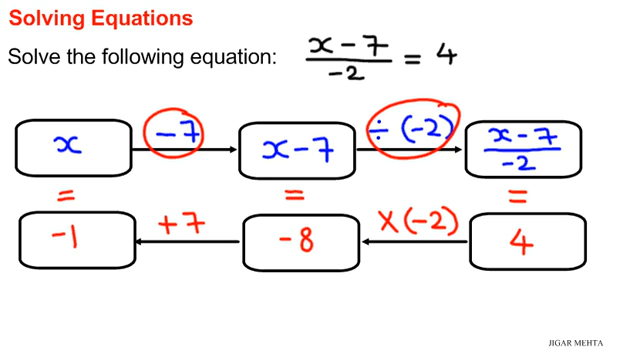 Solving Equations
Solve the following equation: (x - 7)/-2 = 4
x -7 x-7 ÷ (-2) (x-7)/-2
= = =
-1 +7 -8 ×(-2) 4
JIGAR MEHTA